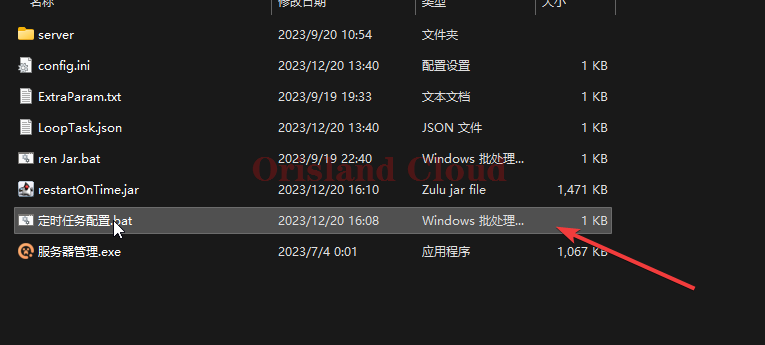 名称 修改日期 类型 大小
server 2023/9/20 10:54 文件夹
config.ini 2023/12/20 13:40 配置设置 1 KB
ExtraParam.txt 2023/9/19 19:33 文本文档 1 KB
LoopTask.json 2023/12/20 13:40 JSON 文件 1 KB
ren Jar.bat 2023/9/19 22:40 Windows 批处理... 1 KB
Orisland Cloud
restartOnTime.jar 2023/12/20 16:10 Zulu jar file 1,471 KB
定时任务配置.bat 2023/12/20 16:08 Windows 批处理... 1 KB
服务器管理.exe 2023/7/4 0:01 应用程序 1,067 KB